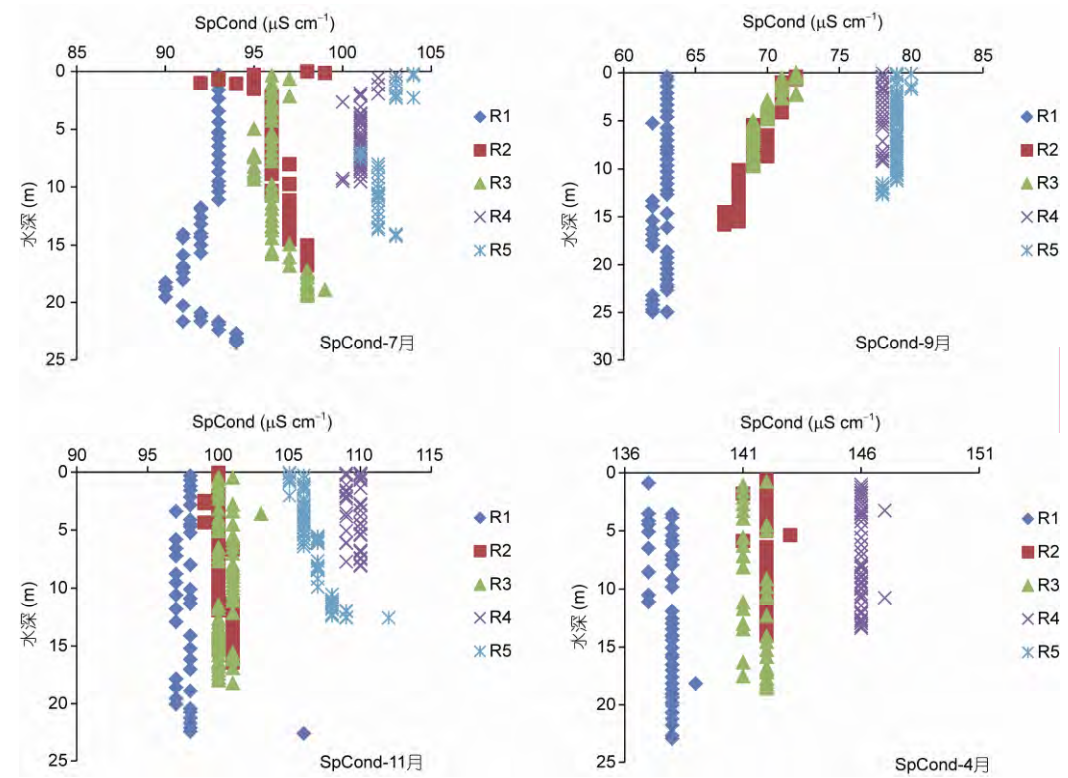 SpCond (μS cm⁻¹)
85 90 95 100 105
0
5
10
15
20
25
水深 (m)
R1
R2
R3
R4
R5
SpCond-7月
SpCond (μS cm⁻¹)
60 65 70 75 80 85
0
5
10
15
20
25
30
水深 (m)
R1
R2
R3
R4
R5
SpCond-9月
SpCond (μS cm⁻¹)
90 95 100 105 110 115
0
5
10
15
20
25
水深 (m)
R1
R2
R3
R4
R5
SpCond-11月
SpCond (μS cm⁻¹)
136 141 146 151
0
5
10
15
20
25
水深 (m)
R1
R2
R3
R4
R5
SpCond-4月